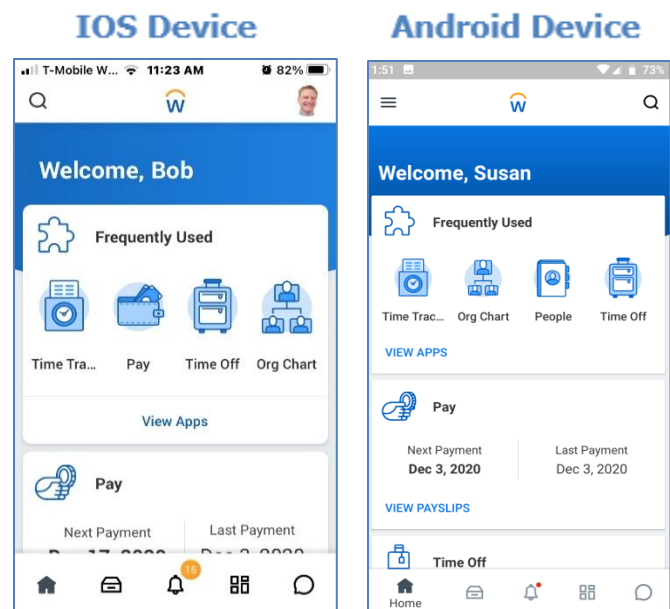 IOS Device
T-Mobile W... 11:23 AM 82%
W
Welcome, Bob
Frequently Used
Time Tra... Pay Time Off Org Chart
View Apps
Pay
Next Payment Last Payment
15
Android Device
1:51 73%
W
Welcome, Susan
Frequently Used
Time Trac... Org Chart People Time Off
VIEW APPS
Pay
Next Payment Last Payment
Dec 3, 2020 Dec 3, 2020
VIEW PAYSLIPS
Time Off
Home